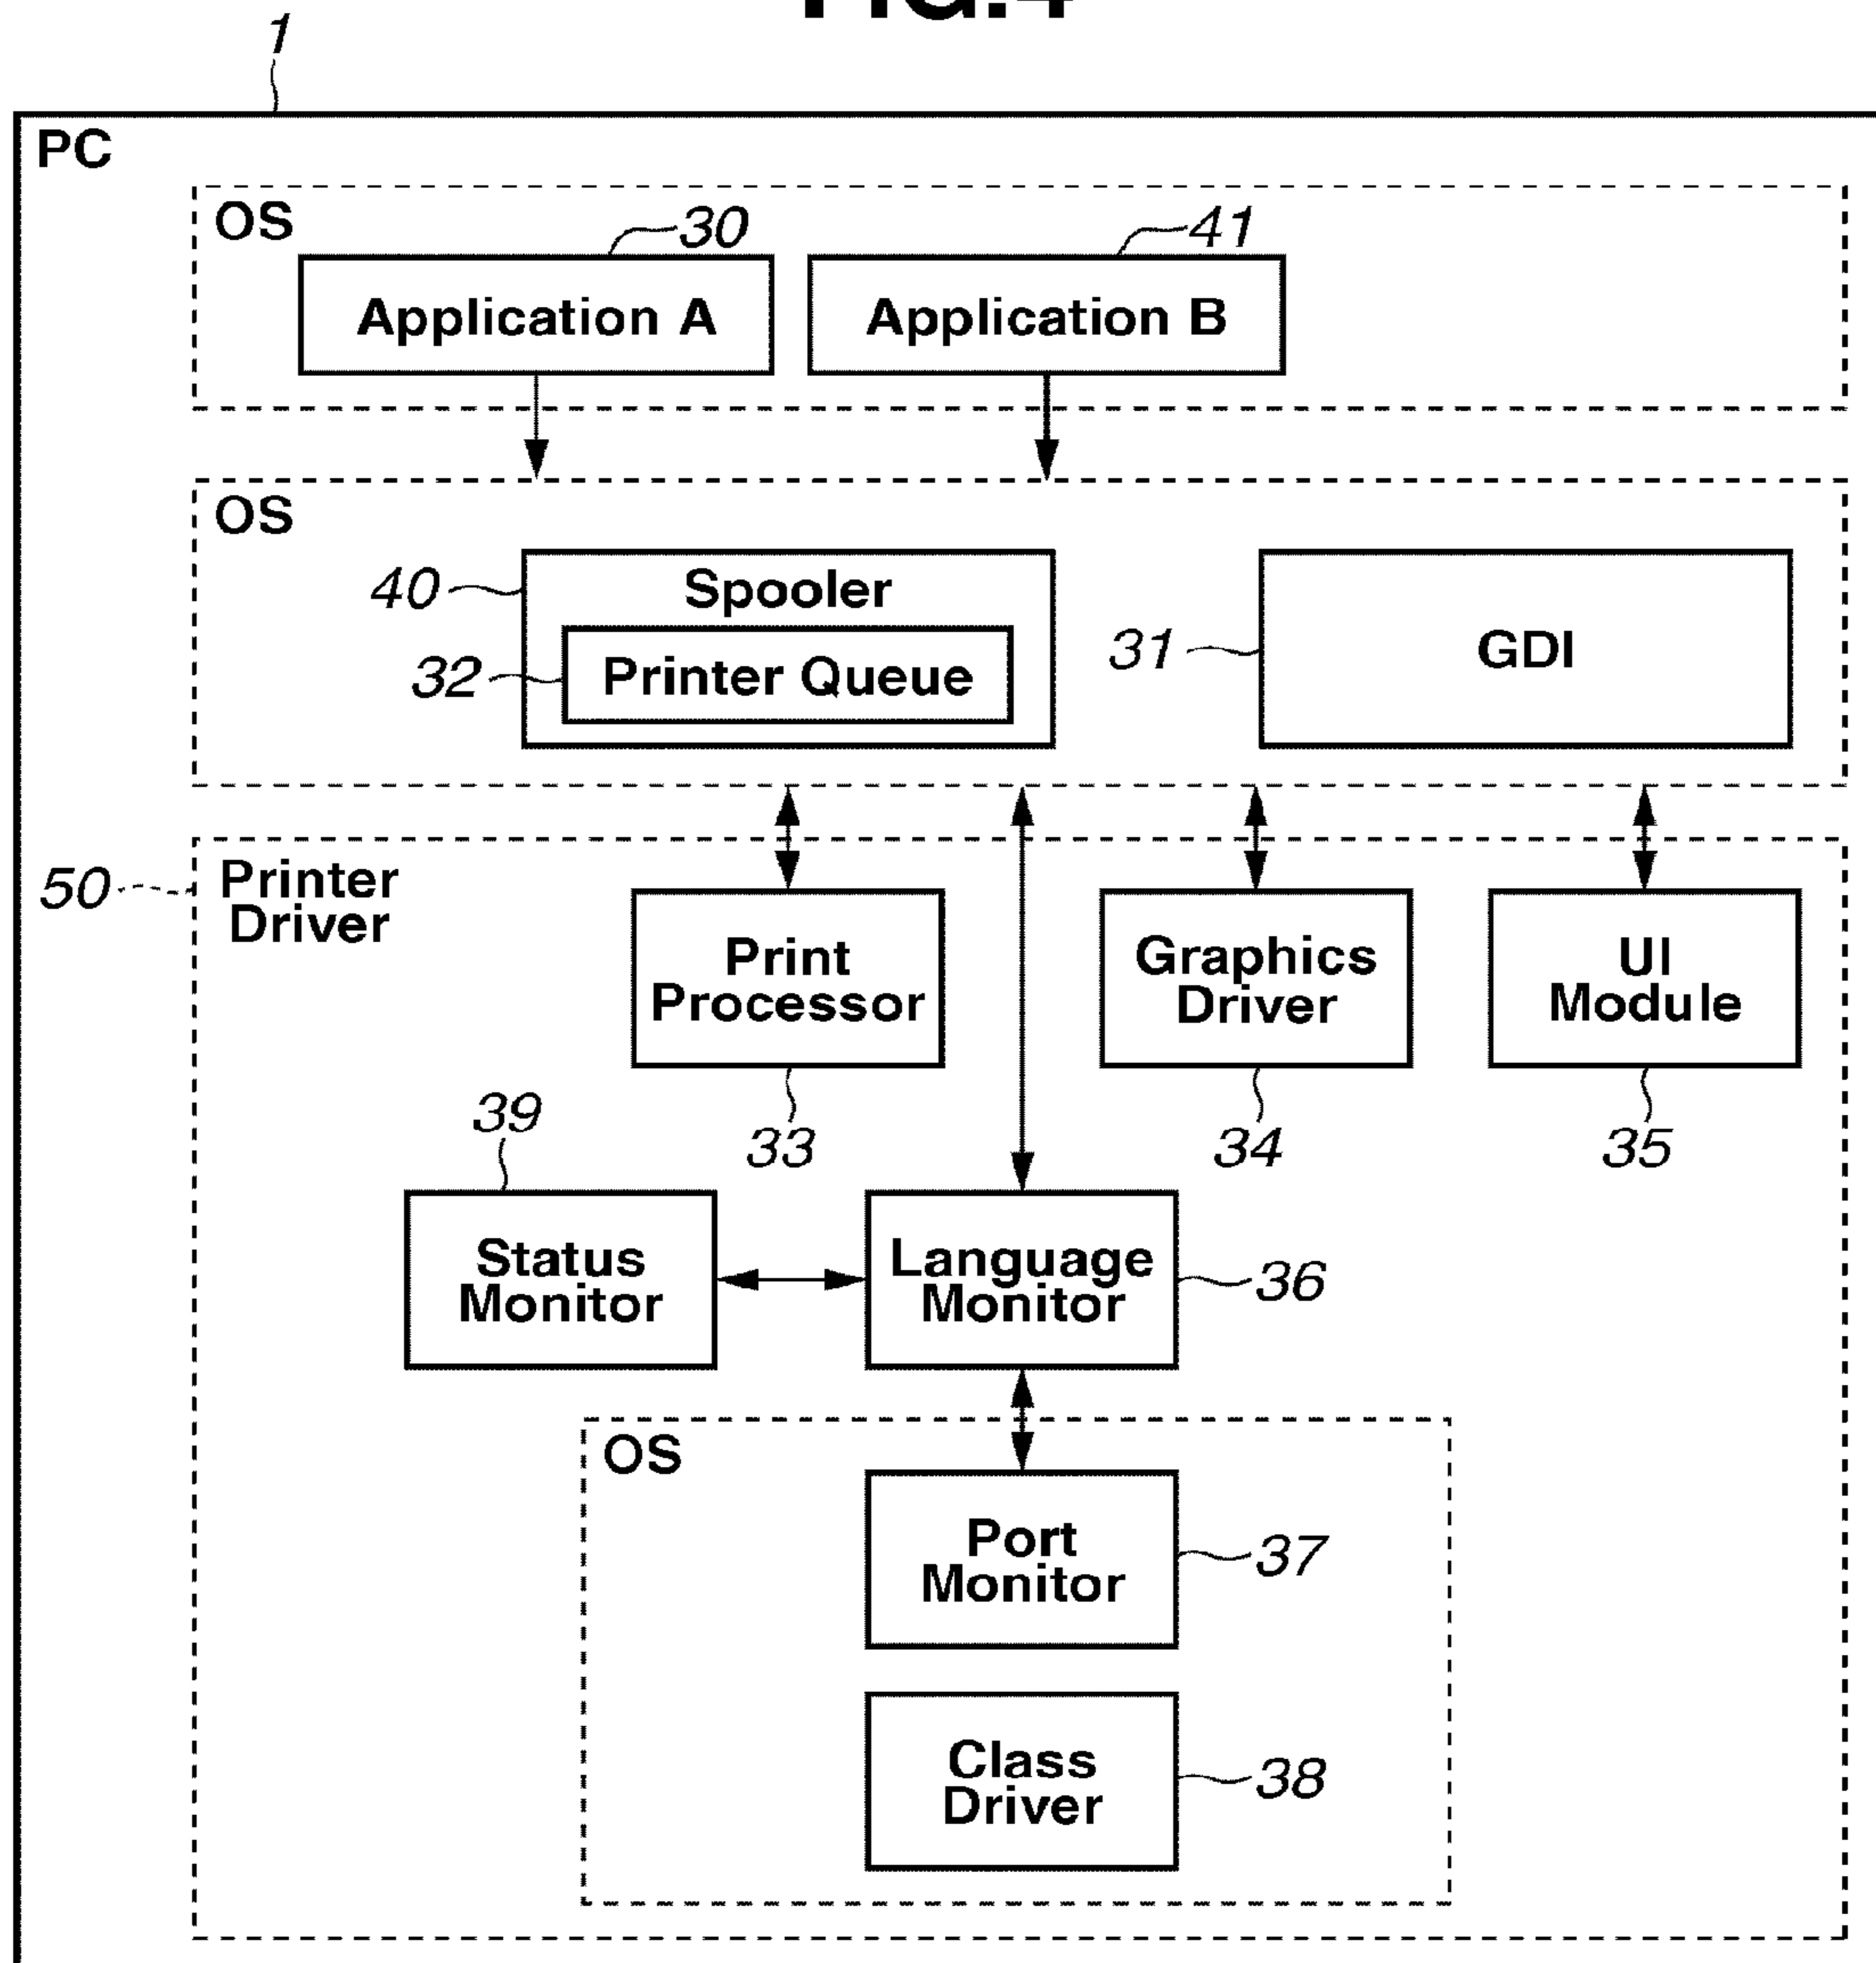 FIG.4
1
PC
OS
30
41
Application A
Application B
OS
40
Spooler
32
Printer Queue
31
GDI
50
Printer
Driver
Print
Processor
Graphics
Driver
UI
Module
39
33
34
35
Status
Monitor
Language
Monitor
36
OS
Port
Monitor
37
Class
Driver
38